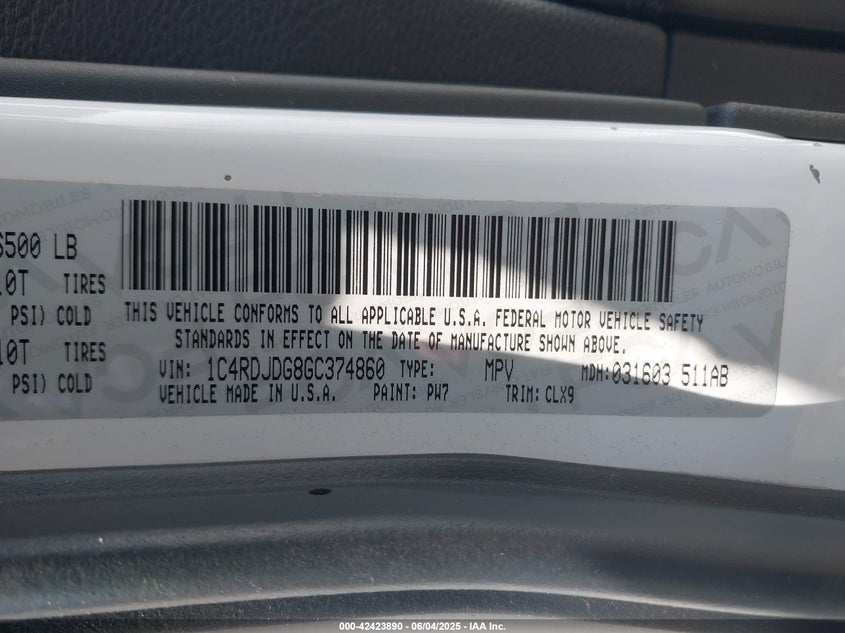 6500 LB
TIRES
PSI) COLD
10T TIRES
PSI) COLD
THIS VEHICLE CONFORMS TO ALL APPLICABLE U.S.A. FEDERAL MOTOR VEHICLE SAFETY
STANDARDS IN EFFECT ON THE DATE OF MANUFACTURE SHOWN ABOVE.
VIN: 1C4RDJDG8GC374860 TYPE: MPV MDH:031603 511AB
VEHICLE MADE IN U.S.A. PAINT: PW7 TRIM: CLX9
000-42423890 - 06/04/2025 - IAA Inc.